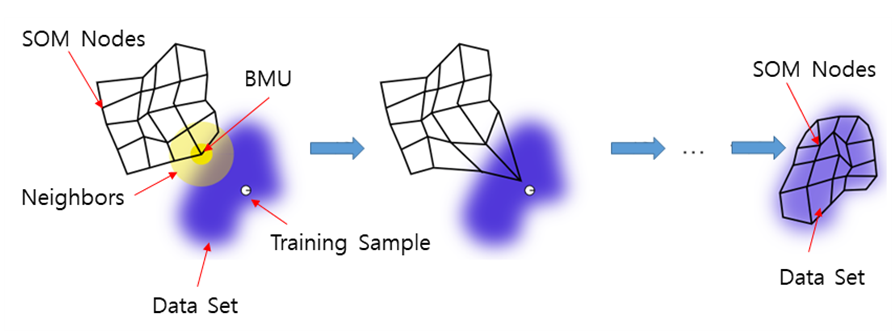 SOM Nodes
BMU
Neighbors
Training Sample
Data Set
...
SOM Nodes
Data Set